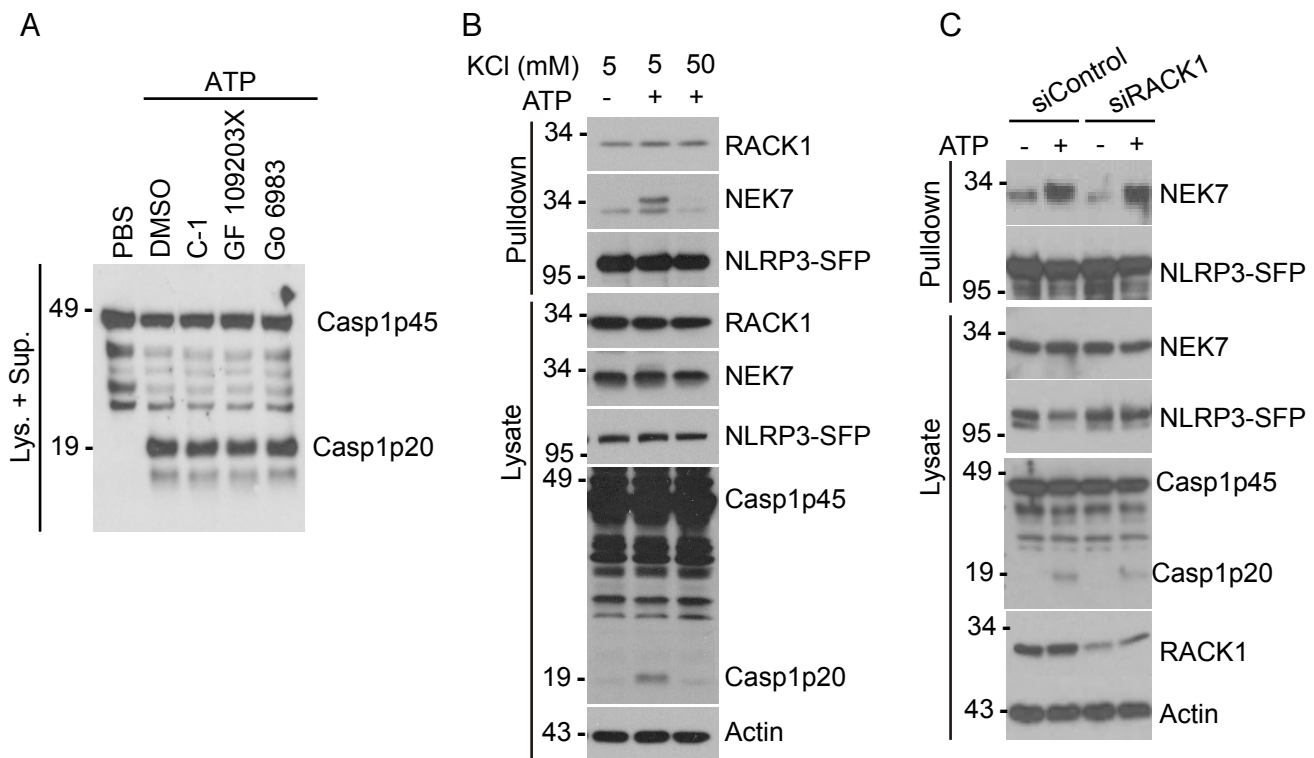 A
ATP
PBS
DMSO
C-1
GF 109203X
Go 6983
Lys. + Sup.
49
Casp1p45
19
Casp1p20
B
KCl (mM) 5 5 50
ATP - + +
Pulldown
34
RACK1
34
NEK7
95
NLRP3-SFP
Lysate
34
RACK1
34
NEK7
95
NLRP3-SFP
49
Casp1p45
19
Casp1p20
43
Actin
C
siControl siRACK1
ATP - + - +
Pulldown
34
NEK7
95
NLRP3-SFP
Lysate
34
NEK7
95
NLRP3-SFP
49
Casp1p45
19
Casp1p20
34
RACK1
43
Actin